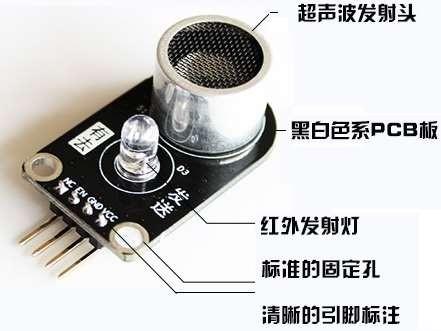 超声波发射头
黑白色系PCB板
有去
D3
发送
NC EN GND VCC
红外发射灯
标准的固定孔
清晰的引脚标注